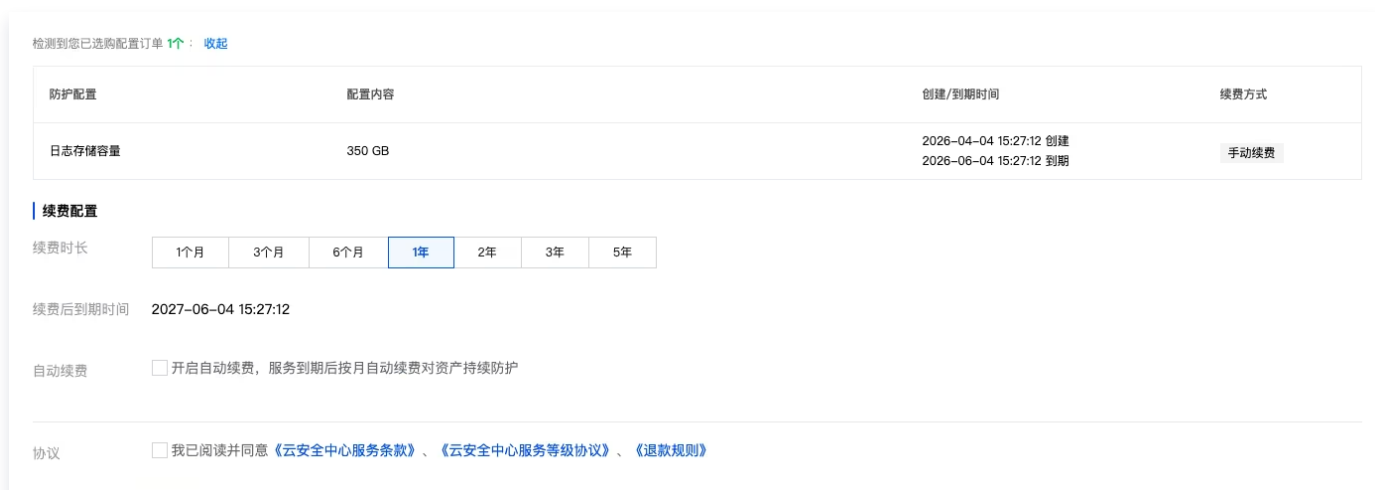 检测到您已选购配置订单 1个： 收起
防护配置 配置内容 创建/到期时间 续费方式
日志存储容量 350 GB 2026-04-04 15:27:12 创建 手动续费
2026-06-04 15:27:12 到期
续费配置
续费时长 1个月 3个月 6个月 1年 2年 3年 5年
续费后到期时间 2027-06-04 15:27:12
自动续费 开启自动续费，服务到期后按月自动续费对资产持续防护
协议 我已阅读并同意《云安全中心服务条款》、《云安全中心服务等级协议》、《退款规则》